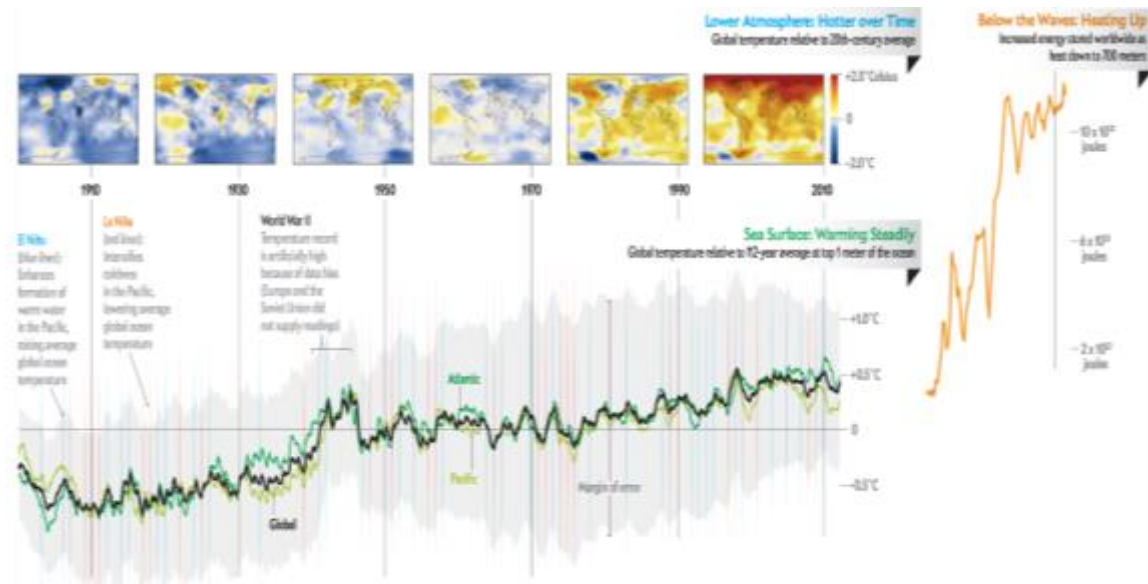 Lower Atmosphere: Hotter over Time
Global temperature relative to 20th-century average
Below the Waves: Heating Up
Increased energy stored worldwide as
heat down to 700 meters
+2.0°Celsius
0
-2.0°C
1910
1930
1950
1970
1990
2010
El Niño
(blue lines):
Enhances
formation of
warm water
in the Pacific,
raising average
global ocean
temperature
La Niña
(red lines):
Intensifies
coldness
in the Pacific,
lowering average
global ocean
temperature
World War II
Temperature record
is artificially high
because of data bias
(Europe and the
Soviet Union did
not supply readings)
Sea Surface: Warming Steadily
Global temperature relative to 112-year average at top 1 meter of the ocean
+1.0°C
+0.5°C
0
-0.5°C
Atlantic
Pacific
Global
Margin of error
10 x
joules
6 x
joules
2 x
joules